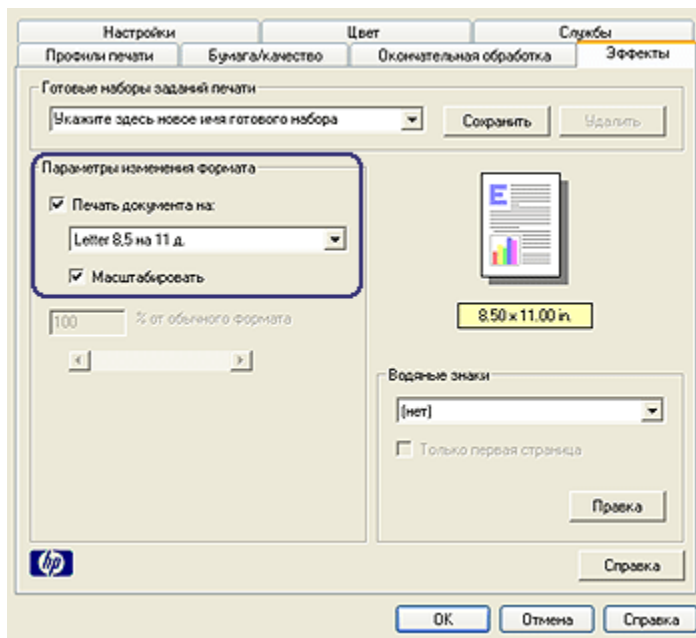 Настройки Цвет Службы
Профили печати Бумага/качество Окончательная обработка Эффекты
Готовые наборы заданий печати
Укажите здесь новое имя готового набора Сохранить Удалить
Параметры изменения формата
Печать документа на:
Letter 8,5 на 11 д.
Масштабировать
100 % от обычного формата
E
8.50 x 11.00 in.
Водяные знаки
(нет)
Только первая страница
Правка
hp
Справка
OK Отмена Справка